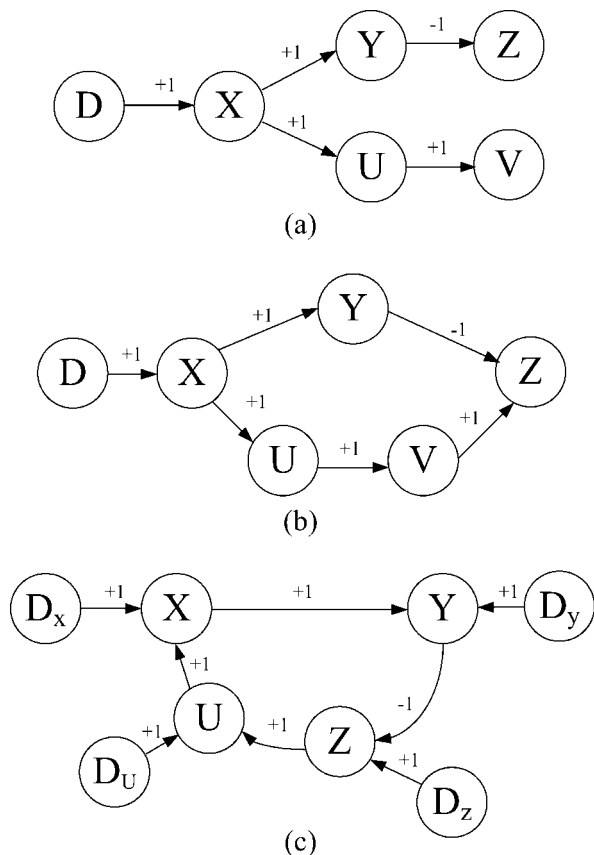 +1 Y -1 Z
D +1 X
+1 U +1 V
(a)
+1 Y -1
D +1 X Z
+1 U +1 V +1
(b)
Dx +1 X +1 Y +1 Dy
+1 U +1 Z -1
DU +1 +1 Dz
(c)